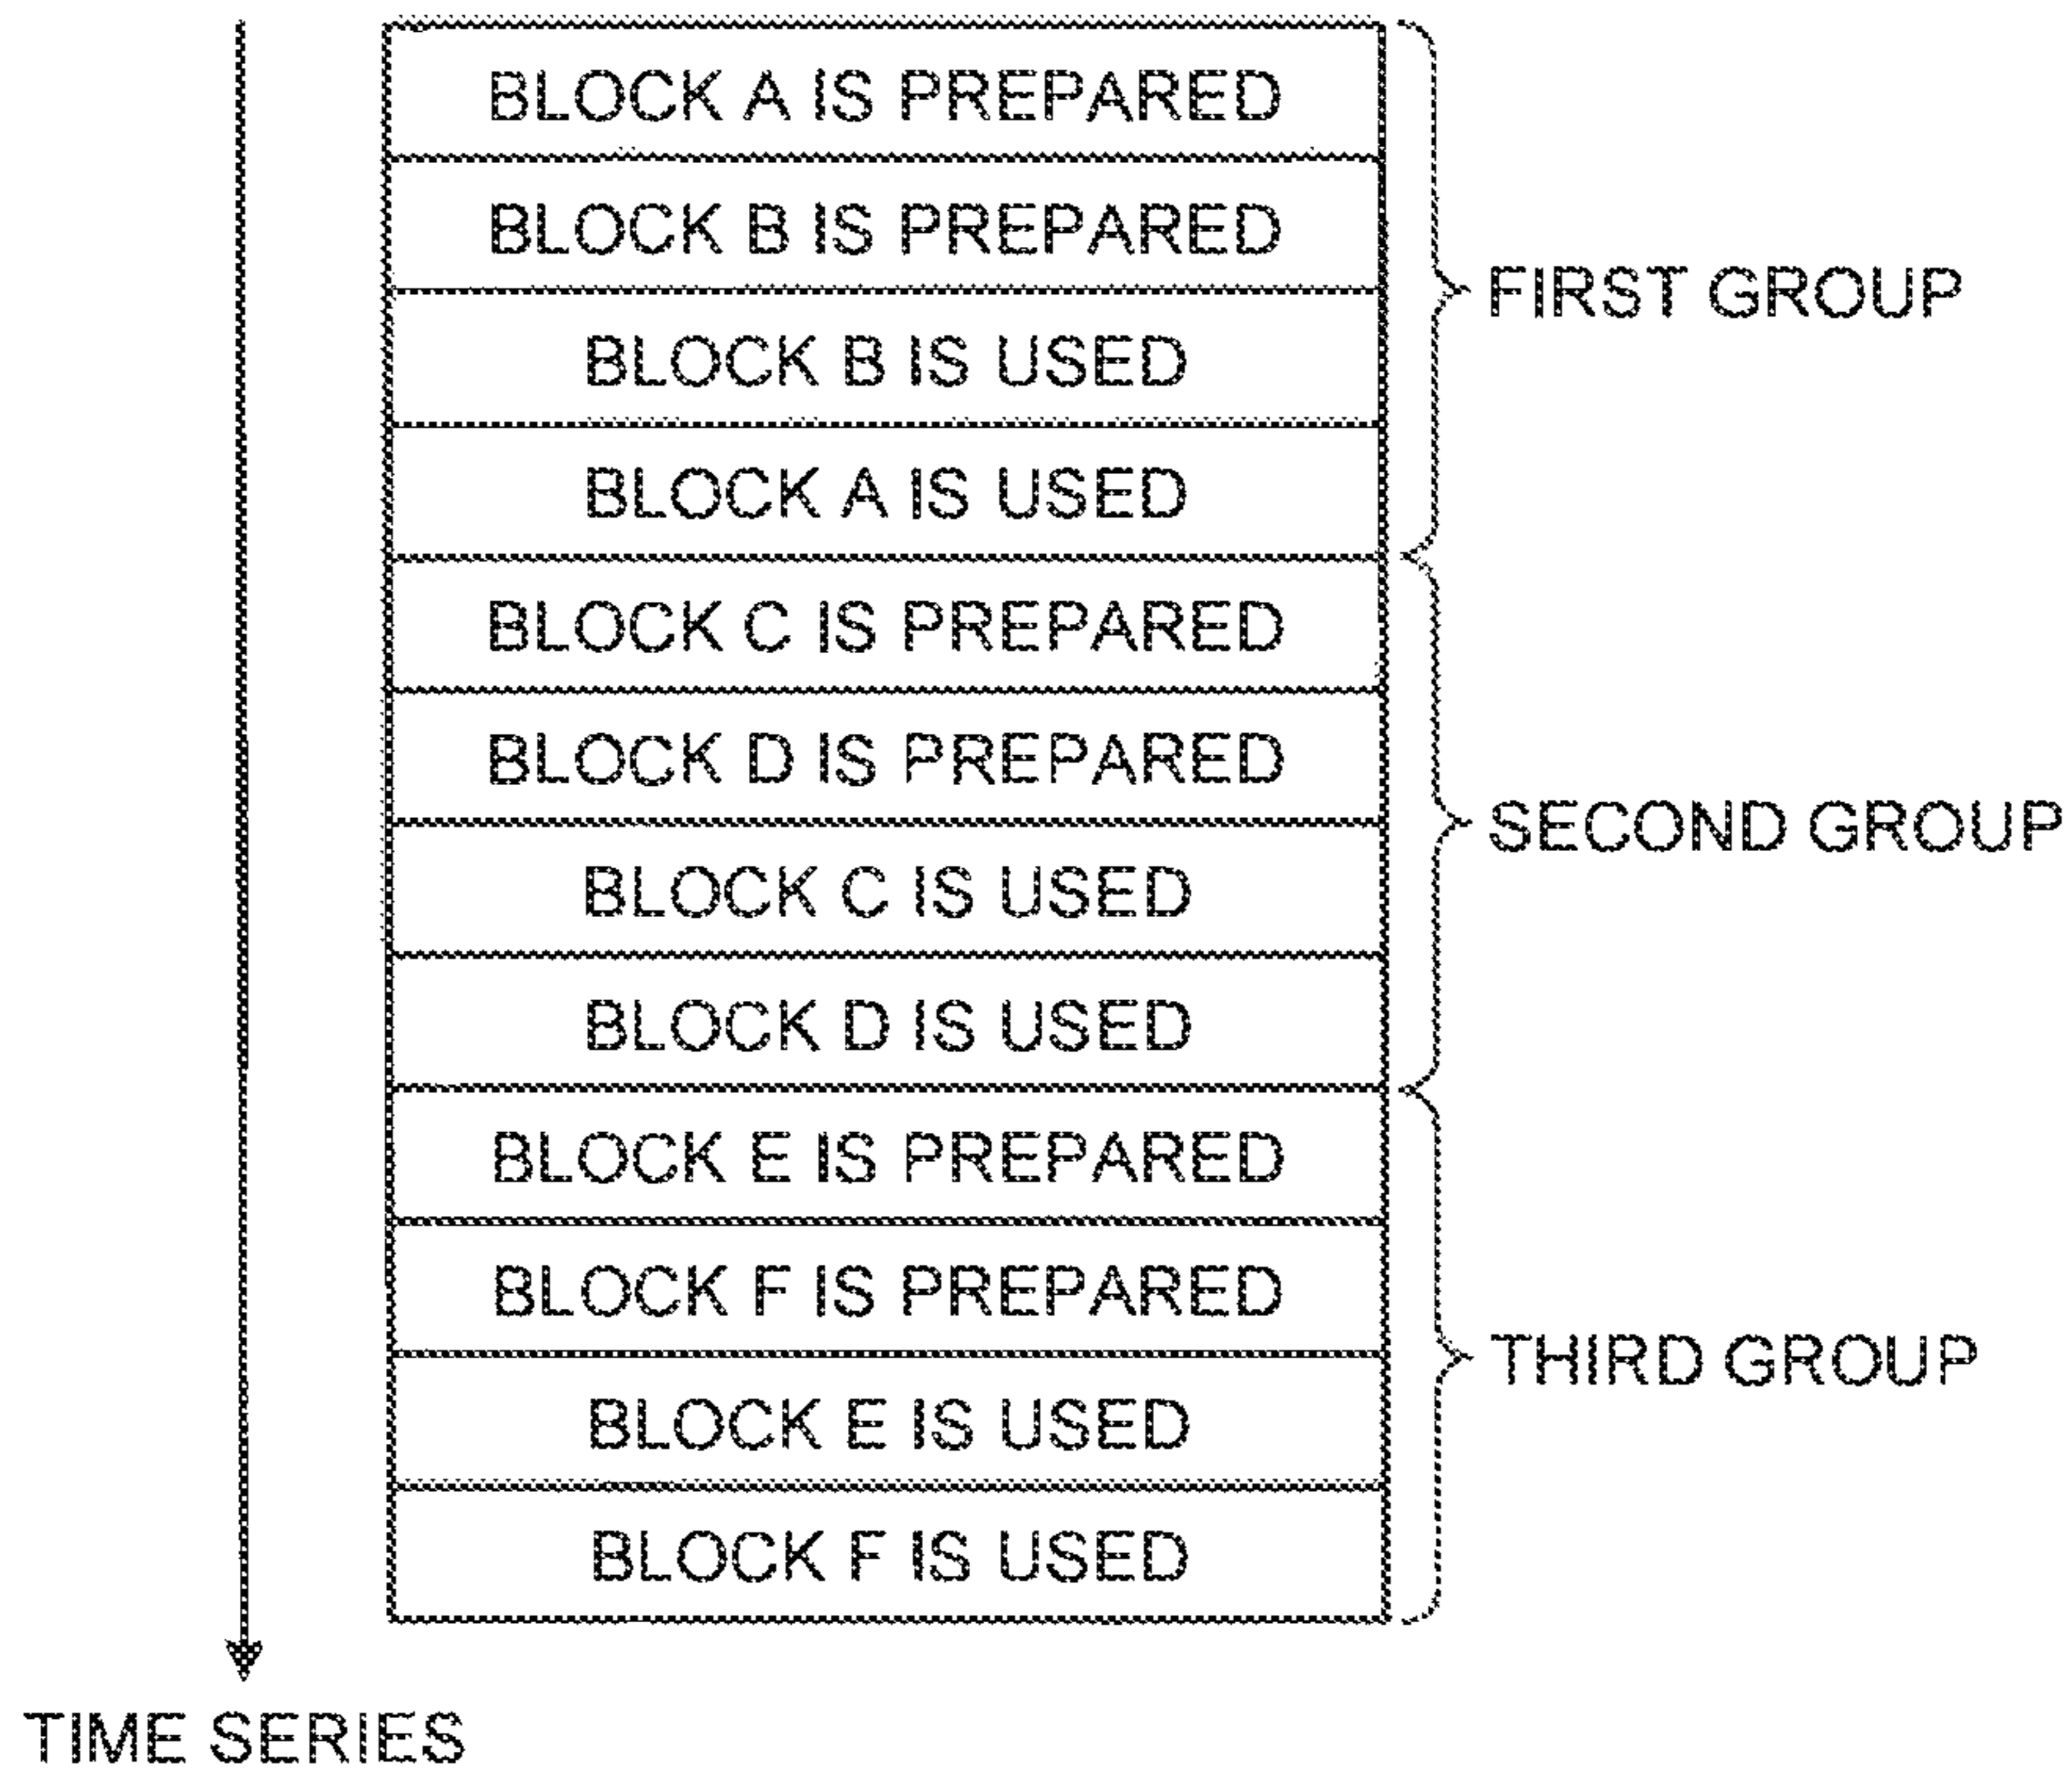 BLOCK A IS PREPARED
BLOCK B IS PREPARED
BLOCK B IS USED
BLOCK A IS USED
FIRST GROUP
BLOCK C IS PREPARED
BLOCK D IS PREPARED
BLOCK C IS USED
BLOCK D IS USED
SECOND GROUP
BLOCK E IS PREPARED
BLOCK F IS PREPARED
BLOCK E IS USED
BLOCK F IS USED
THIRD GROUP
TIME SERIES